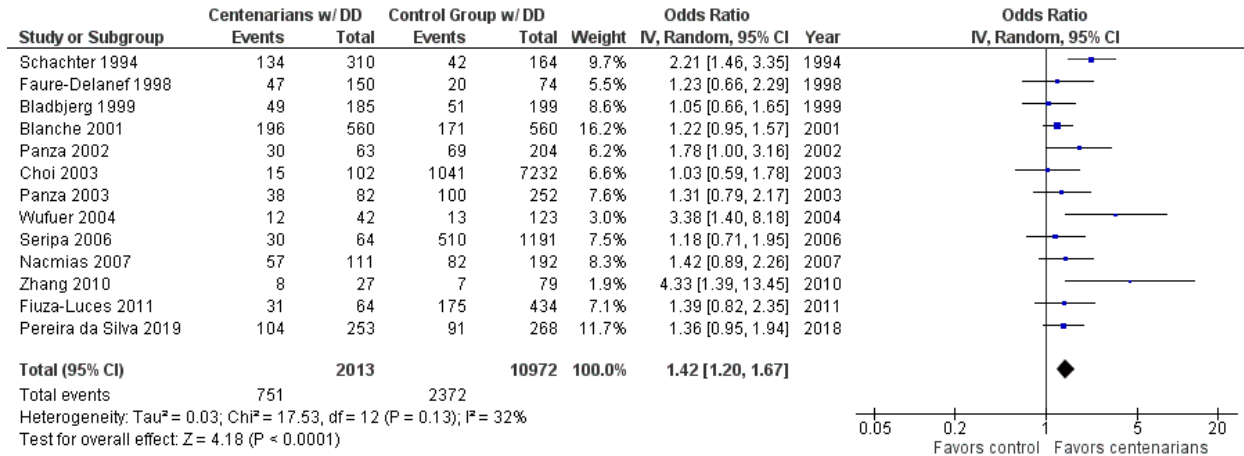 Centenarians w/ DD Control Group w/ DD Odds Ratio Odds Ratio
Study or Subgroup Events Total Events Total Weight IV, Random, 95% CI Year IV, Random, 95% CI
Schachter 1994 134 310 42 164 9.7% 2.21 [1.46, 3.35] 1994
Faure-Delanef 1998 47 150 20 74 5.5% 1.23 [0.66, 2.29] 1998
Bladbjerg 1999 49 185 51 199 8.6% 1.05 [0.66, 1.65] 1999
Blanche 2001 196 560 171 560 16.2% 1.22 [0.95, 1.57] 2001
Panza 2002 30 63 69 204 6.2% 1.78 [1.00, 3.16] 2002
Choi 2003 15 102 1041 7232 6.6% 1.03 [0.59, 1.78] 2003
Panza 2003 38 82 100 252 7.6% 1.31 [0.79, 2.17] 2003
Wufuer 2004 12 42 13 123 3.0% 3.38 [1.40, 8.18] 2004
Seripa 2006 30 64 510 1191 7.5% 1.18 [0.71, 1.95] 2006
Nacmias 2007 57 111 82 192 8.3% 1.42 [0.89, 2.26] 2007
Zhang 2010 8 27 7 79 1.9% 4.33 [1.39, 13.45] 2010
Fiuza-Luces 2011 31 64 175 434 7.1% 1.39 [0.82, 2.35] 2011
Pereira da Silva 2019 104 253 91 268 11.7% 1.36 [0.95, 1.94] 2018
Total (95% CI) 2013 10972 100.0% 1.42 [1.20, 1.67]
Total events 751 2372
Heterogeneity: Tau² = 0.03; Chi² = 17.53, df = 12 (P = 0.13); I² = 32%
Test for overall effect: Z = 4.18 (P < 0.0001)
0.05 0.2 1 5 20
Favors control Favors centenarians